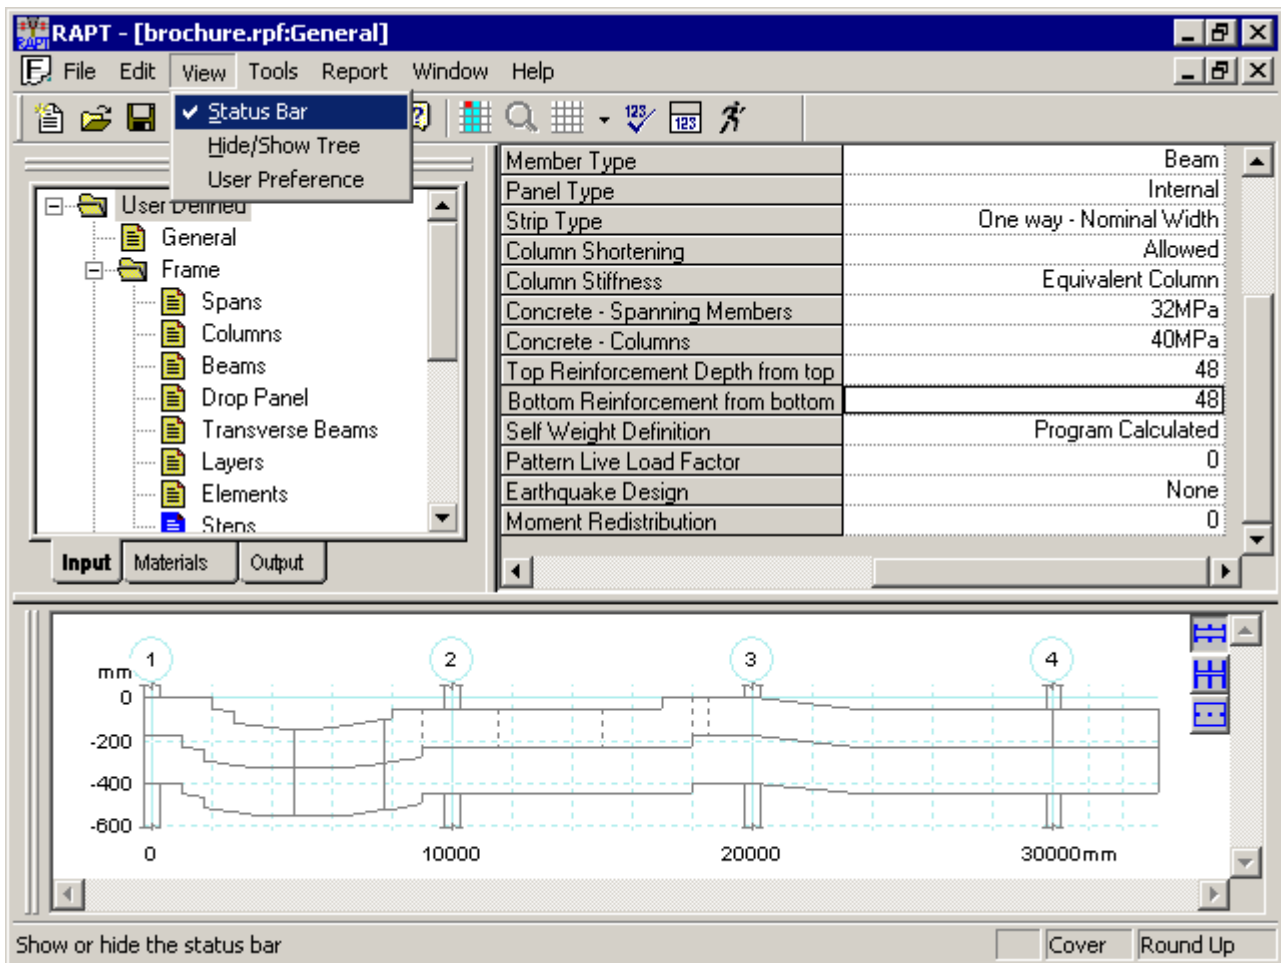 RAPT - [brochure.rpf:General]
File Edit View Tools Report Window Help
Status Bar
Hide/Show Tree
User Preference
User Defined
General
Frame
Spans
Columns
Beams
Drop Panel
Transverse Beams
Layers
Elements
Steps
Input Materials Output
Member Type Beam
Panel Type Internal
Strip Type One way - Nominal Width
Column Shortening Allowed
Column Stiffness Equivalent Column
Concrete - Spanning Members 32MPa
Concrete - Columns 40MPa
Top Reinforcement Depth from top 48
Bottom Reinforcement from bottom 48
Self Weight Definition Program Calculated
Pattern Live Load Factor 0
Earthquake Design None
Moment Redistribution 0
1 2 3 4
mm
0
-200
-400
-600
0 10000 20000 30000mm
Show or hide the status bar Cover Round Up